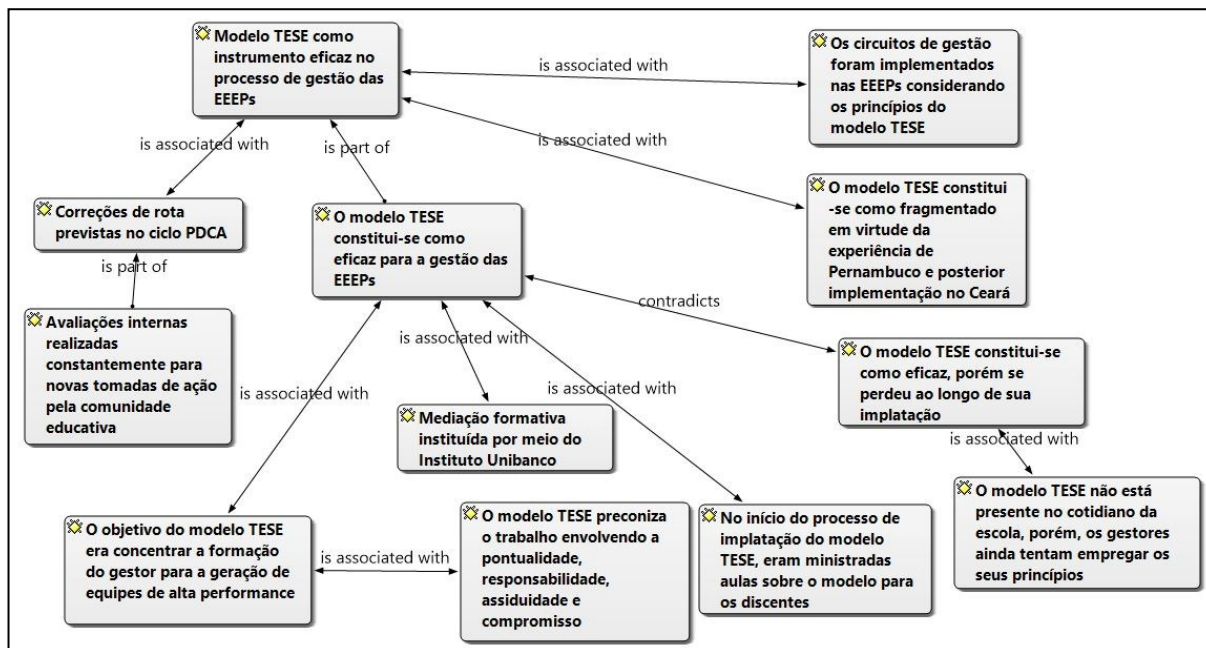 Modelo TESE como
instrumento eficaz no
processo de gestão das
EEEPs
is associated with
Os circuitos de gestão
foram implementados
nas EEEPs considerando
os princípios do
modelo TESE
is associated with
is part of
is associated with
O modelo TESE constitui
-se como fragmentado
em virtude da
experiência de
Pernambuco e posterior
implementação no Ceará
Correções de rota
previstas no ciclo PDCA
is part of
O modelo TESE
constitui-se como
eficaz para a gestão das
EEEPs
contradicts
Avaliações internas
realizadas
constantemente para
novas tomadas de ação
pela comunidade
educativa
is associated with
is associated with
is associated with
O modelo TESE constitui-se
como eficaz, porém se
perdeu ao longo de sua
implatação
is associated with
Mediação formativa
instituída por meio do
Instituto Unibanco
O modelo TESE não está
presente no cotidiano da
escola, porém, os gestores
ainda tentam empregar os
seus princípios
O objetivo do modelo TESE
era concentrar a formação
do gestor para a geração de
equipes de alta performance
is associated with
O modelo TESE preconiza
o trabalho envolvendo a
pontualidade,
responsabilidade,
assiduidade e
compromisso
No início do processo de
implatação do modelo
TESE, eram ministradas
aulas sobre o modelo para
os discentes